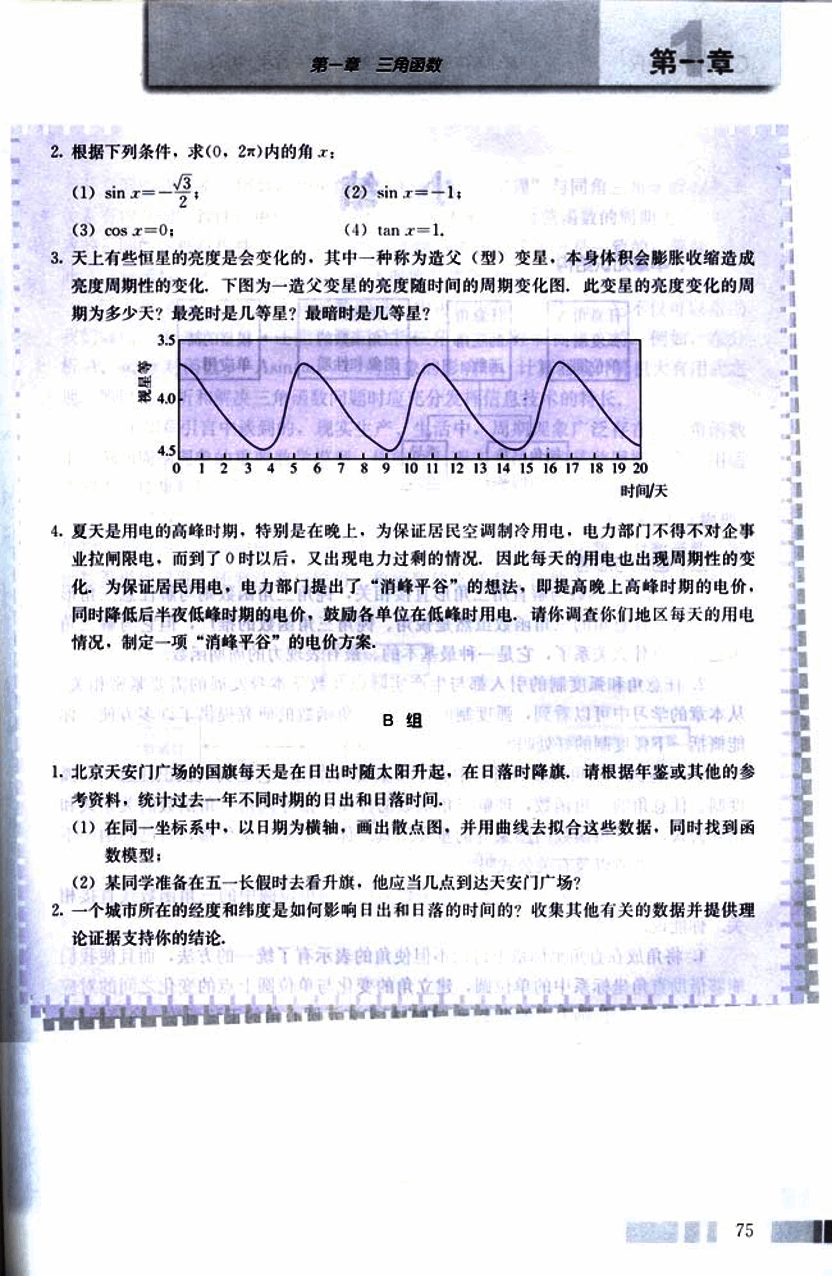 第一章 三角函数
第一章
2. 根据下列条件，求(0，2π)内的角 x：
(1) sin x=-√3/2； (2) sin x=-1；
(3) cos x=0； (4) tan x=1.
3. 天上有些恒星的亮度是会变化的，其中一种称为造父（型）变星，本身体积会膨胀收缩造成
亮度周期性的变化. 下图为一造父变星的亮度随时间的周期变化图. 此变星的亮度变化的周
期为多少天？最亮时是几等星？最暗时是几等星？
3.5
视星等
4.0
4.5
0 1 2 3 4 5 6 7 8 9 10 11 12 13 14 15 16 17 18 19 20
时间/天
4. 夏天是用电的高峰时期，特别是在晚上，为保证居民空调制冷用电，电力部门不得不对企事
业拉闸限电，而到了 0 时以后，又出现电力过剩的情况. 因此每天的用电也出现周期性的变
化. 为保证居民用电，电力部门提出了“消峰平谷”的想法，即提高晚上高峰时期的电价，
同时降低后半夜低峰时期的电价，鼓励各单位在低峰时用电. 请你调查你们地区每天的用电
情况，制定一项“消峰平谷”的电价方案.
B 组
1. 北京天安门广场的国旗每天是在日出时随太阳升起，在日落时降旗. 请根据年鉴或其他的参
考资料，统计过去一年不同时期的日出和日落时间.
(1) 在同一坐标系中，以日期为横轴，画出散点图，并用曲线去拟合这些数据，同时找到函
数模型；
(2) 某同学准备在五一长假时去看升旗，他应当几点到达天安门广场？
2. 一个城市所在的经度和纬度是如何影响日出和日落的时间的？收集其他有关的数据并提供理
论证据支持你的结论.
75